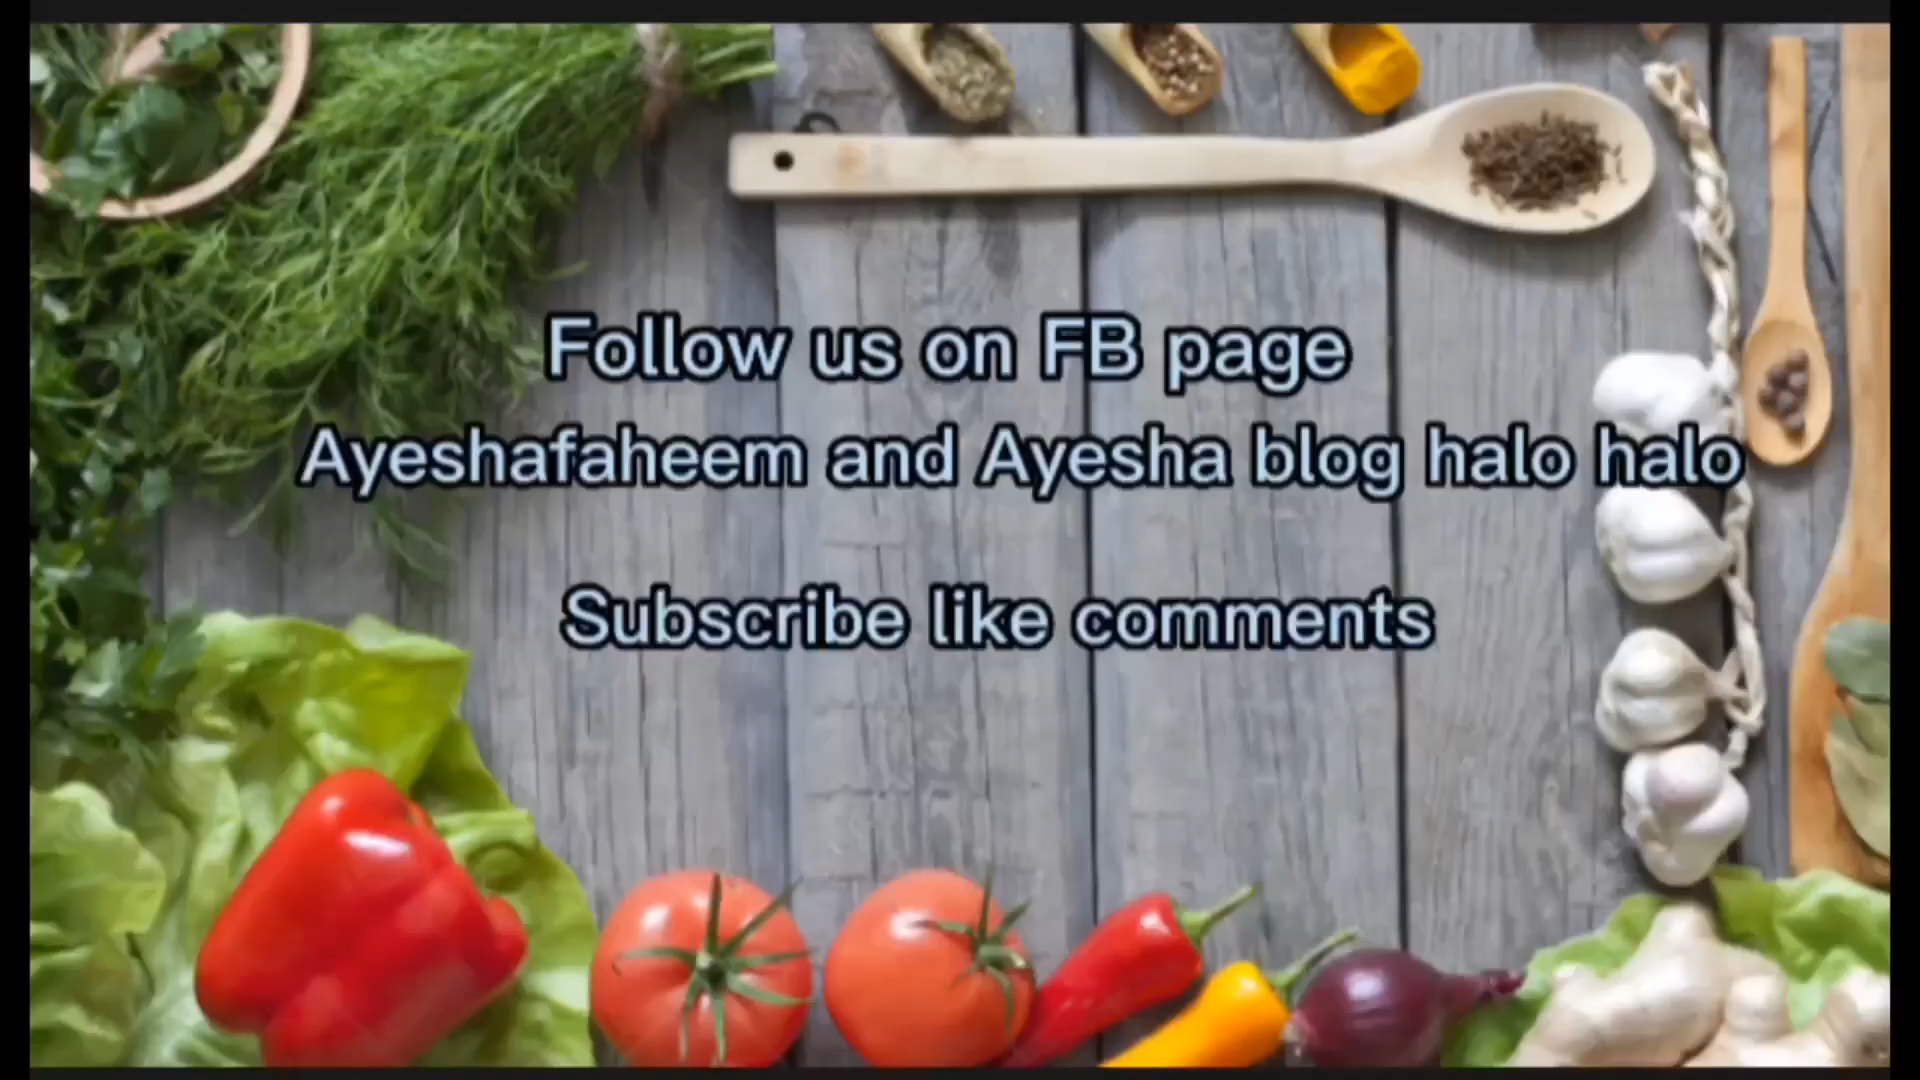 Follow us on FB page
Ayeshafaheem and Ayesha blog halo halo
Subscribe like comments